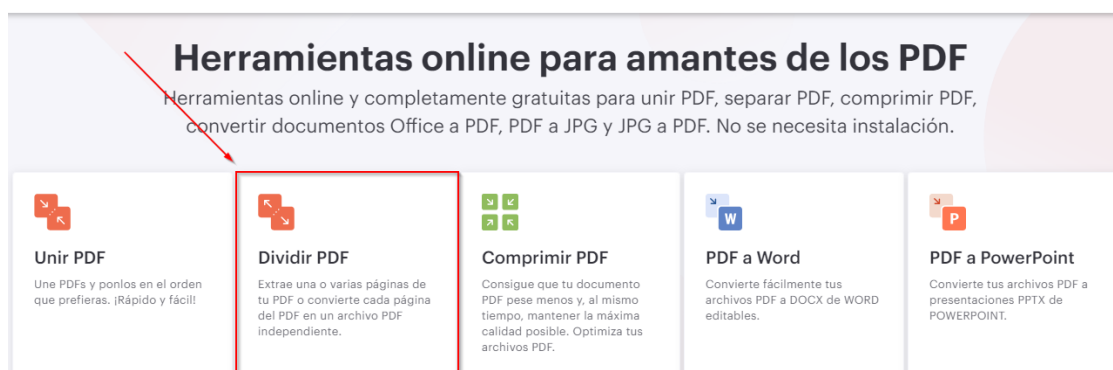 Herramientas online para amantes de los PDF
Herramientas online y completamente gratuitas para unir PDF, separar PDF, comprimir PDF,
convertir documentos Office a PDF, PDF a JPG y JPG a PDF. No se necesita instalación.
Unir PDF
Une PDFs y ponlos en el orden
que prefieras. ¡Rápido y fácil!
Dividir PDF
Extrae una o varias páginas de
tu PDF o convierte cada página
del PDF en un archivo PDF
independiente.
Comprimir PDF
Consigue que tu documento
PDF pese menos y, al mismo
tiempo, mantener la máxima
calidad posible. Optimiza tus
archivos PDF.
W
PDF a Word
Convierte fácilmente tus
archivos PDF a DOCX de WORD
editables.
P
PDF a PowerPoint
Convierte tus archivos PDF a
presentaciones PPTX de
POWERPOINT.